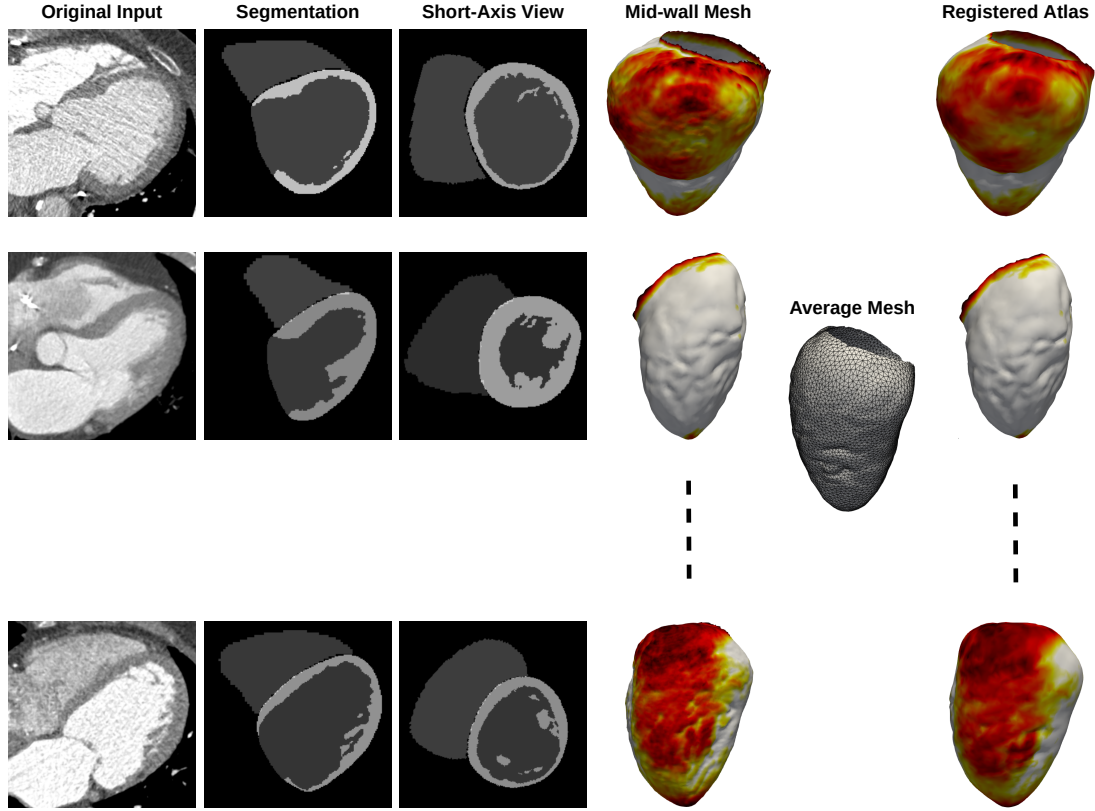 Original Input
Segmentation
Short-Axis View
Mid-wall Mesh
Registered Atlas
Average Mesh